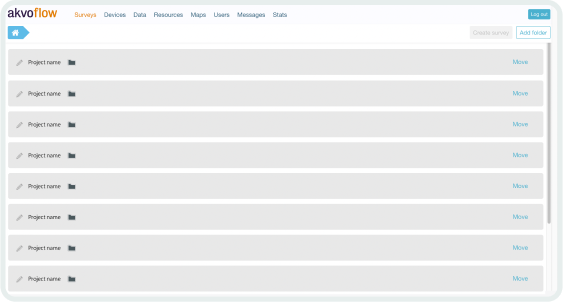 akvoflow Surveys Devices Data Resources Maps Users Messages Stats Log out
Create survey Add folder
Project name Move
Project name Move
Project name Move
Project name Move
Project name Move
Project name Move
Project name Move
Project name Move